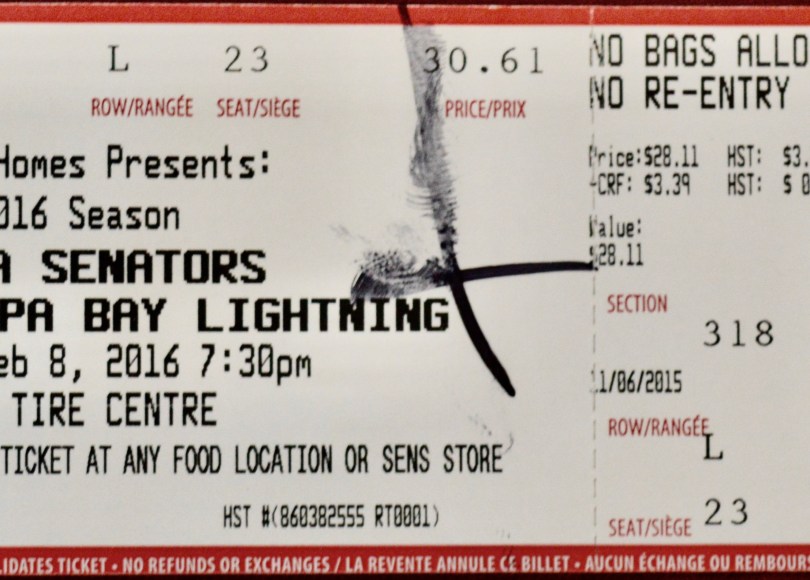 L 23 30.61
ROW/RANGÉE SEAT/SIÈGE PRICE/PRIX
Homes Presents:
016 Season
A SENATORS
PA BAY LIGHTNING
eb 8, 2016 7:30pm
TIRE CENTRE
TICKET AT ANY FOOD LOCATION OR SENS STORE
HST #(860382555 RT0001)
NO BAGS ALLO
NO RE-ENTRY
Price:$28.11 HST: $3.
CRF: $3.39 HST: $ 0
Value:
$28.11
SECTION
318
1/06/2015
ROW/RANGÉE
L
SEAT/SIÈGE 23
LIDATES TICKET • NO REFUNDS OR EXCHANGES / LA REVENTE ANNULE CE BILLET • AUCUN ÉCHANGE OU REMBOUR